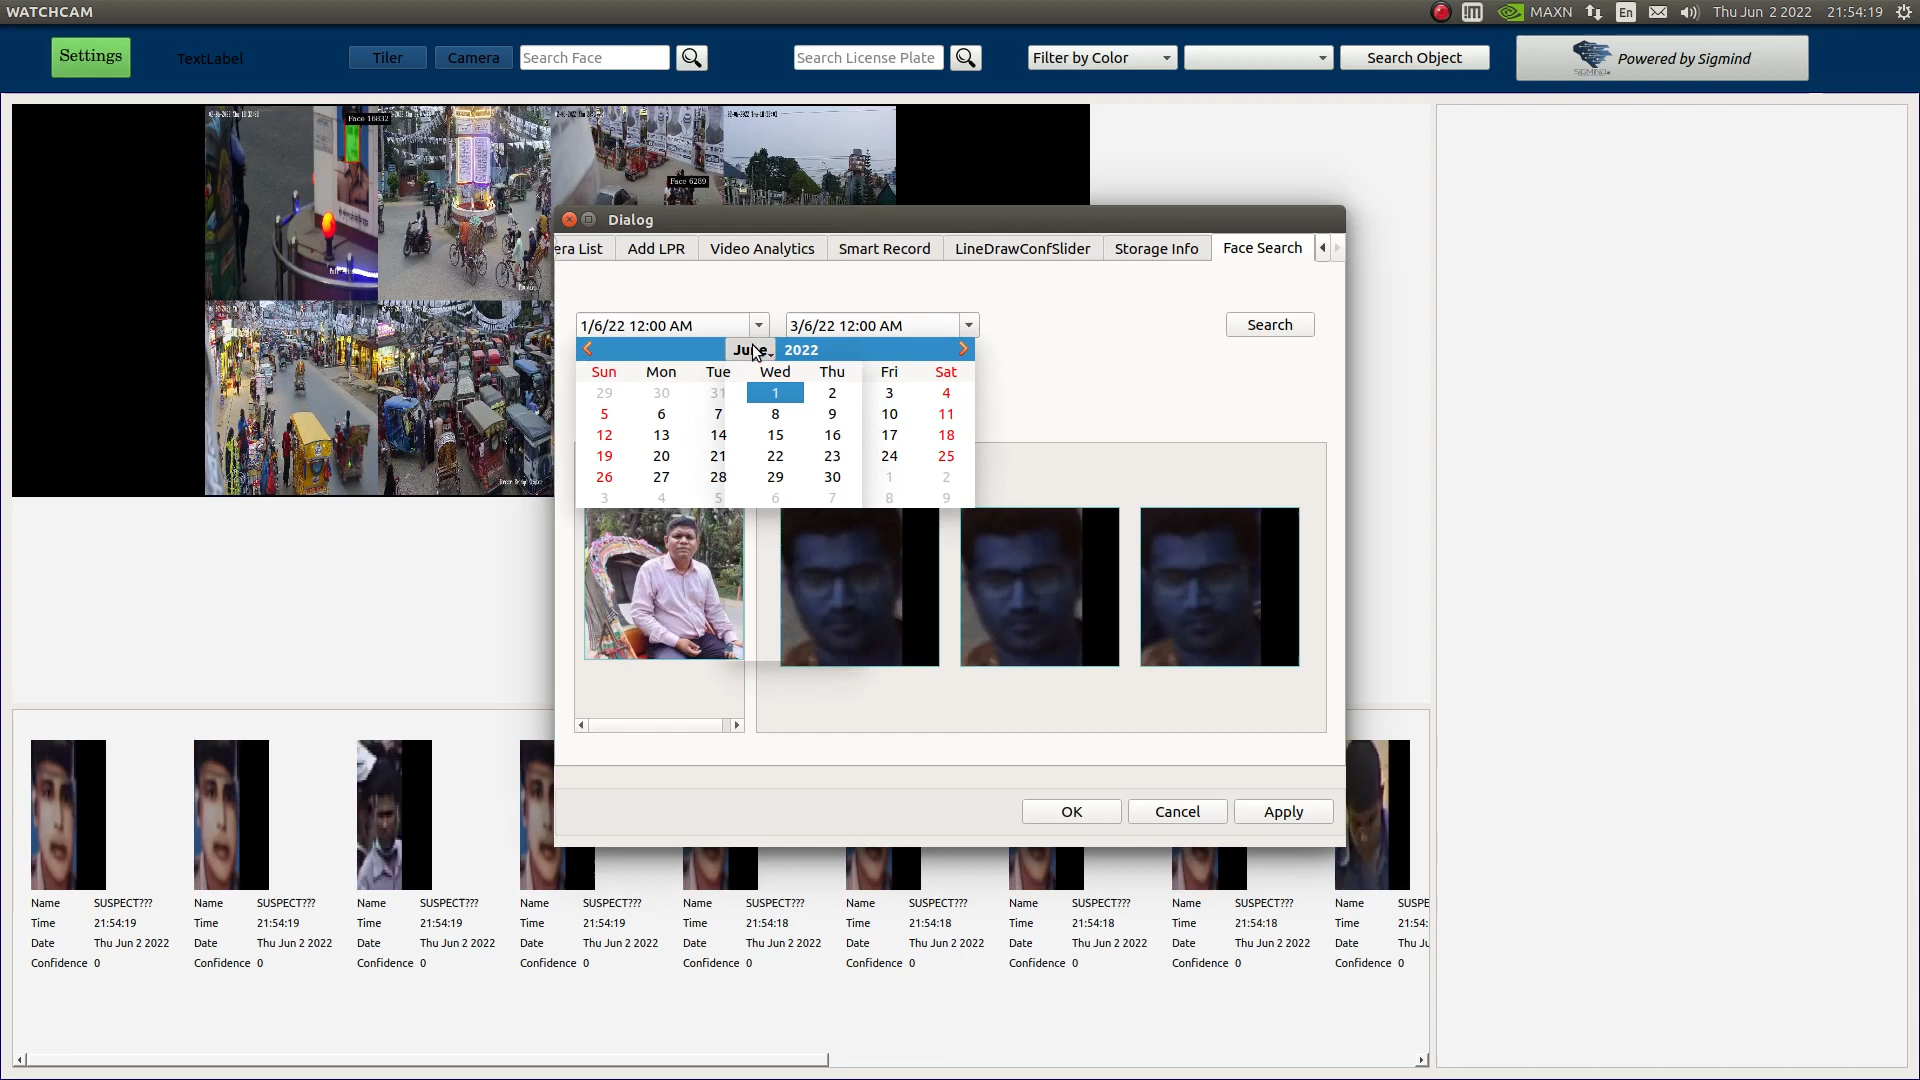 WATCHCAM
MAXN En Thu Jun 2 2022 21:54:19
Settings TextLabel Tiler Camera Search Face Search License Plate Filter by Color Search Object Powered by Sigmind
Face 16832
Face 6289
Dialog
era List Add LPR Video Analytics Smart Record LineDrawConfSlider Storage Info Face Search
1/6/22 12:00 AM 3/6/22 12:00 AM Search
June 2022
Sun Mon Tue Wed Thu Fri Sat
29 30 31 1 2 3 4
5 6 7 8 9 10 11
12 13 14 15 16 17 18
19 20 21 22 23 24 25
26 27 28 29 30 1 2
3 4 5 6 7 8 9
OK Cancel Apply
Name SUSPECT??? Name SUSPECT??? Name SUSPECT??? Name SUSPECT??? Name SUSPECT??? Name SUSPECT??? Name SUSPECT??? Name SUSPECT??? Name SUSPE
Time 21:54:19 Time 21:54:19 Time 21:54:19 Time 21:54:19 Time 21:54:18 Time 21:54:18 Time 21:54:18 Time 21:54:18 Time 21:54:
Date Thu Jun 2 2022 Date Thu Jun 2 2022 Date Thu Jun 2 2022 Date Thu Jun 2 2022 Date Thu Jun 2 2022 Date Thu Jun 2 2022 Date Thu Jun 2 2022 Date Thu Jun 2 2022 Date Thu Ju
Confidence 0 Confidence 0 Confidence 0 Confidence 0 Confidence 0 Confidence 0 Confidence 0 Confidence 0 Confidence 0